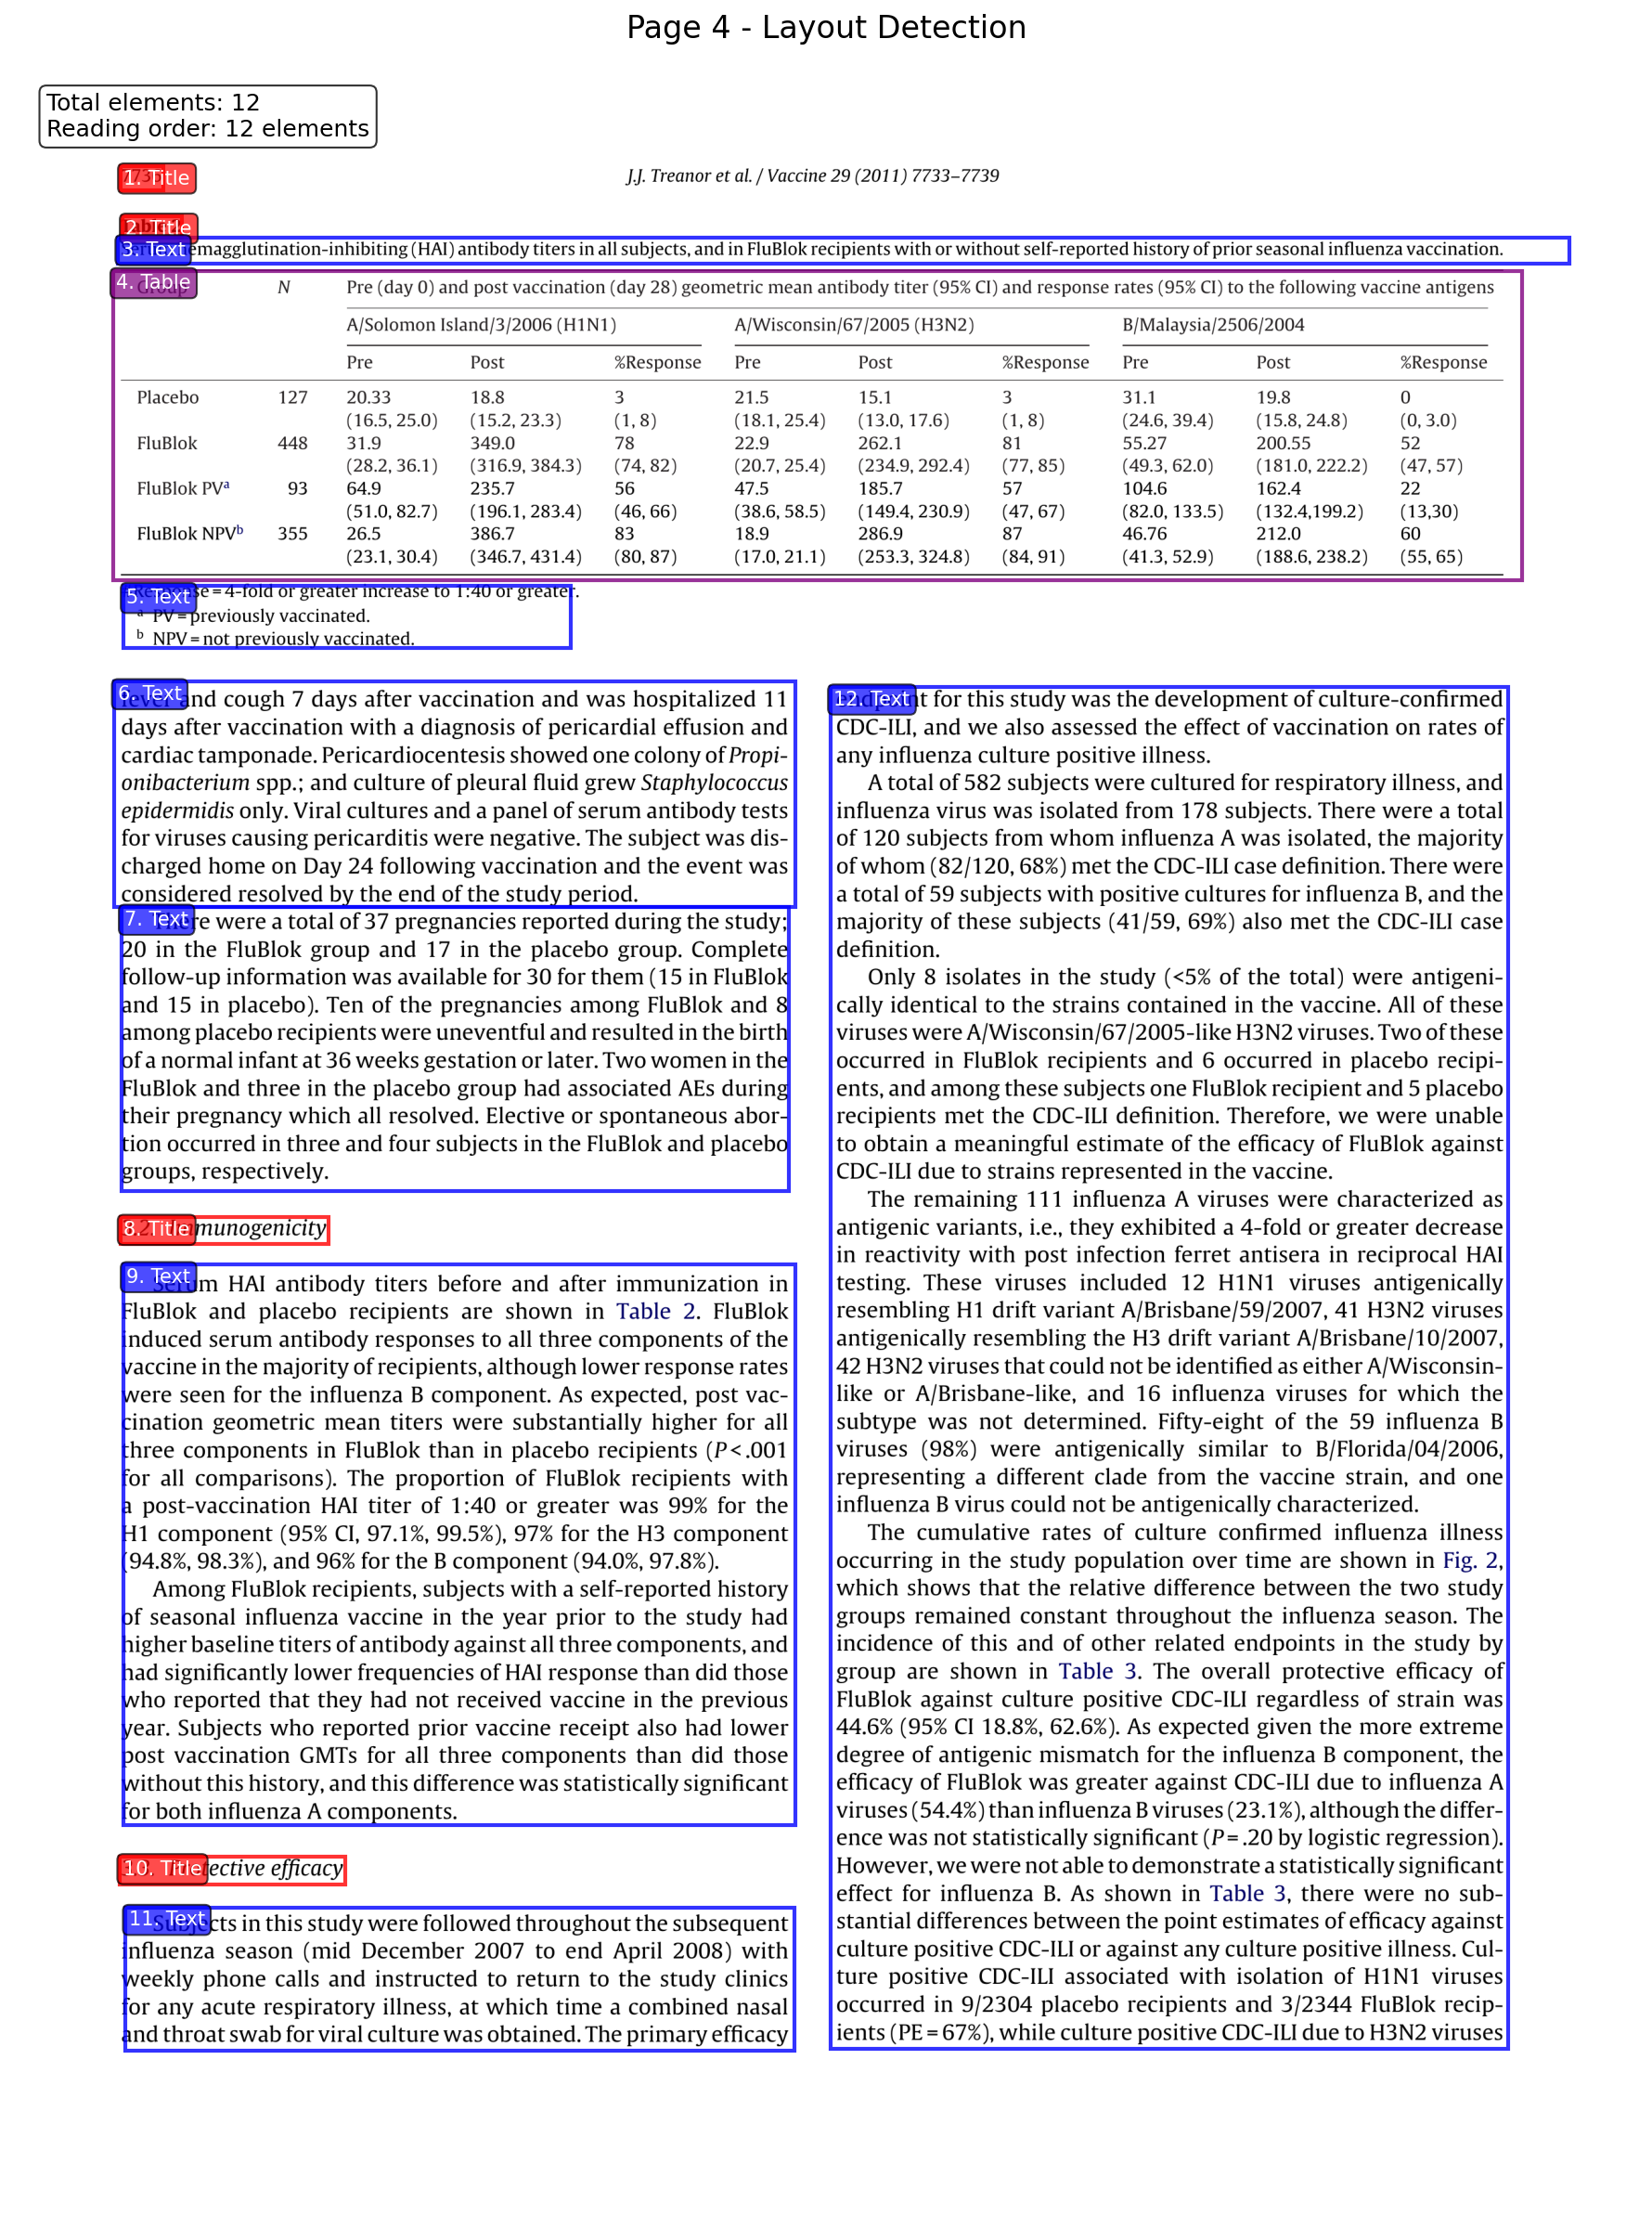 Page 4 - Layout Detection
Total elements: 12
Reading order: 12 elements
1. Title
J.J. Treanor et al. / Vaccine 29 (2011) 7733–7739
2. Title
3. Text
hemagglutination-inhibiting (HAI) antibody titers in all subjects, and in FluBlok recipients with or without self-reported history of prior seasonal influenza vaccination.
4. Table
N Pre (day 0) and post vaccination (day 28) geometric mean antibody titer (95% CI) and response rates (95% CI) to the following vaccine antigens
A/Solomon Island/3/2006 (H1N1) A/Wisconsin/67/2005 (H3N2) B/Malaysia/2506/2004
Pre Post %Response Pre Post %Response Pre Post %Response
Placebo 127 20.33 18.8 3 21.5 15.1 3 31.1 19.8 0
(16.5, 25.0) (15.2, 23.3) (1, 8) (18.1, 25.4) (13.0, 17.6) (1, 8) (24.6, 39.4) (15.8, 24.8) (0, 3.0)
FluBlok 448 31.9 349.0 78 22.9 262.1 81 55.27 200.55 52
(28.2, 36.1) (316.9, 384.3) (74, 82) (20.7, 25.4) (234.9, 292.4) (77, 85) (49.3, 62.0) (181.0, 222.2) (47, 57)
FluBlok PVa 93 64.9 235.7 56 47.5 185.7 57 104.6 162.4 22
(51.0, 82.7) (196.1, 283.4) (46, 66) (38.6, 58.5) (149.4, 230.9) (47, 67) (82.0, 133.5) (132.4,199.2) (13,30)
FluBlok NPVb 355 26.5 386.7 83 18.9 286.9 87 46.76 212.0 60
(23.1, 30.4) (346.7, 431.4) (80, 87) (17.0, 21.1) (253.3, 324.8) (84, 91) (41.3, 52.9) (188.6, 238.2) (55, 65)
5. Text
= 4-fold or greater increase to 1:40 or greater.
a PV = previously vaccinated.
b NPV = not previously vaccinated.
6. Text
fever and cough 7 days after vaccination and was hospitalized 11
days after vaccination with a diagnosis of pericardial effusion and
cardiac tamponade. Pericardiocentesis showed one colony of Propi-
onibacterium spp.; and culture of pleural fluid grew Staphylococcus
epidermidis only. Viral cultures and a panel of serum antibody tests
for viruses causing pericarditis were negative. The subject was dis-
charged home on Day 24 following vaccination and the event was
considered resolved by the end of the study period.
7. Text
There were a total of 37 pregnancies reported during the study;
20 in the FluBlok group and 17 in the placebo group. Complete
follow-up information was available for 30 for them (15 in FluBlok
and 15 in placebo). Ten of the pregnancies among FluBlok and 8
among placebo recipients were uneventful and resulted in the birth
of a normal infant at 36 weeks gestation or later. Two women in the
FluBlok and three in the placebo group had associated AEs during
their pregnancy which all resolved. Elective or spontaneous abor-
tion occurred in three and four subjects in the FluBlok and placebo
groups, respectively.
8. Title
Immunogenicity
9. Text
Serum HAI antibody titers before and after immunization in
FluBlok and placebo recipients are shown in Table 2. FluBlok
induced serum antibody responses to all three components of the
vaccine in the majority of recipients, although lower response rates
were seen for the influenza B component. As expected, post vac-
cination geometric mean titers were substantially higher for all
three components in FluBlok than in placebo recipients (P < .001
for all comparisons). The proportion of FluBlok recipients with
a post-vaccination HAI titer of 1:40 or greater was 99% for the
H1 component (95% CI, 97.1%, 99.5%), 97% for the H3 component
(94.8%, 98.3%), and 96% for the B component (94.0%, 97.8%).
Among FluBlok recipients, subjects with a self-reported history
of seasonal influenza vaccine in the year prior to the study had
higher baseline titers of antibody against all three components, and
had significantly lower frequencies of HAI response than did those
who reported that they had not received vaccine in the previous
year. Subjects who reported prior vaccine receipt also had lower
post vaccination GMTs for all three components than did those
without this history, and this difference was statistically significant
for both influenza A components.
10. Title
Protective efficacy
11. Text
Subjects in this study were followed throughout the subsequent
influenza season (mid December 2007 to end April 2008) with
weekly phone calls and instructed to return to the study clinics
for any acute respiratory illness, at which time a combined nasal
and throat swab for viral culture was obtained. The primary efficacy
12. Text
endpoint for this study was the development of culture-confirmed
CDC-ILI, and we also assessed the effect of vaccination on rates of
any influenza culture positive illness.
A total of 582 subjects were cultured for respiratory illness, and
influenza virus was isolated from 178 subjects. There were a total
of 120 subjects from whom influenza A was isolated, the majority
of whom (82/120, 68%) met the CDC-ILI case definition. There were
a total of 59 subjects with positive cultures for influenza B, and the
majority of these subjects (41/59, 69%) also met the CDC-ILI case
definition.
Only 8 isolates in the study (<5% of the total) were antigeni-
cally identical to the strains contained in the vaccine. All of these
viruses were A/Wisconsin/67/2005-like H3N2 viruses. Two of these
occurred in FluBlok recipients and 6 occurred in placebo recipi-
ents, and among these subjects one FluBlok recipient and 5 placebo
recipients met the CDC-ILI definition. Therefore, we were unable
to obtain a meaningful estimate of the efficacy of FluBlok against
CDC-ILI due to strains represented in the vaccine.
The remaining 111 influenza A viruses were characterized as
antigenic variants, i.e., they exhibited a 4-fold or greater decrease
in reactivity with post infection ferret antisera in reciprocal HAI
testing. These viruses included 12 H1N1 viruses antigenically
resembling H1 drift variant A/Brisbane/59/2007, 41 H3N2 viruses
antigenically resembling the H3 drift variant A/Brisbane/10/2007,
42 H3N2 viruses that could not be identified as either A/Wisconsin-
like or A/Brisbane-like, and 16 influenza viruses for which the
subtype was not determined. Fifty-eight of the 59 influenza B
viruses (98%) were antigenically similar to B/Florida/04/2006,
representing a different clade from the vaccine strain, and one
influenza B virus could not be antigenically characterized.
The cumulative rates of culture confirmed influenza illness
occurring in the study population over time are shown in Fig. 2,
which shows that the relative difference between the two study
groups remained constant throughout the influenza season. The
incidence of this and of other related endpoints in the study by
group are shown in Table 3. The overall protective efficacy of
FluBlok against culture positive CDC-ILI regardless of strain was
44.6% (95% CI 18.8%, 62.6%). As expected given the more extreme
degree of antigenic mismatch for the influenza B component, the
efficacy of FluBlok was greater against CDC-ILI due to influenza A
viruses (54.4%) than influenza B viruses (23.1%), although the differ-
ence was not statistically significant (P = .20 by logistic regression).
However, we were not able to demonstrate a statistically significant
effect for influenza B. As shown in Table 3, there were no sub-
stantial differences between the point estimates of efficacy against
culture positive CDC-ILI or against any culture positive illness. Cul-
ture positive CDC-ILI associated with isolation of H1N1 viruses
occurred in 9/2304 placebo recipients and 3/2344 FluBlok recip-
ients (PE = 67%), while culture positive CDC-ILI due to H3N2 viruses